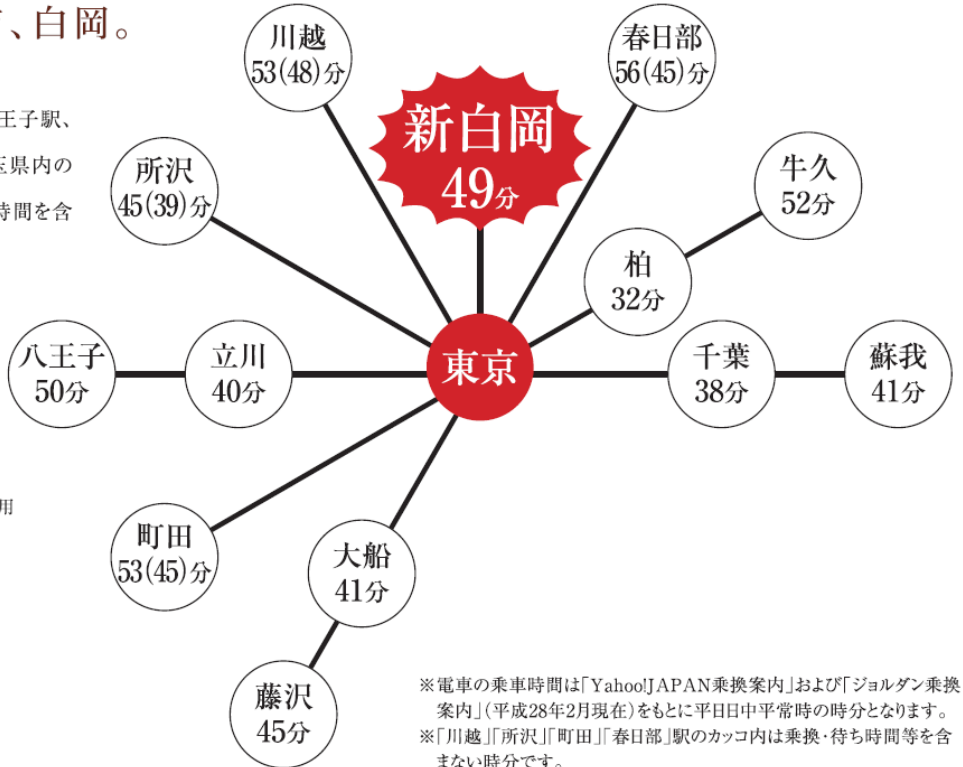 、白岡。
王子駅、
県内の
時間を含
用
川越
53(48)分
春日部
56(45)分
新白岡
49分
所沢
45(39)分
牛久
52分
柏
32分
八王子
50分
立川
40分
東京
千葉
38分
蘇我
41分
町田
53(45)分
大船
41分
藤沢
45分
※電車の乗車時間は「Yahoo!JAPAN乗換案内」および「ジョルダン乗換
案内」(平成28年2月現在)をもとに平日日中平常時の時分となります。
※「川越」「所沢」「町田」「春日部」駅のカッコ内は乗換・待ち時間等を含
まない時分です。